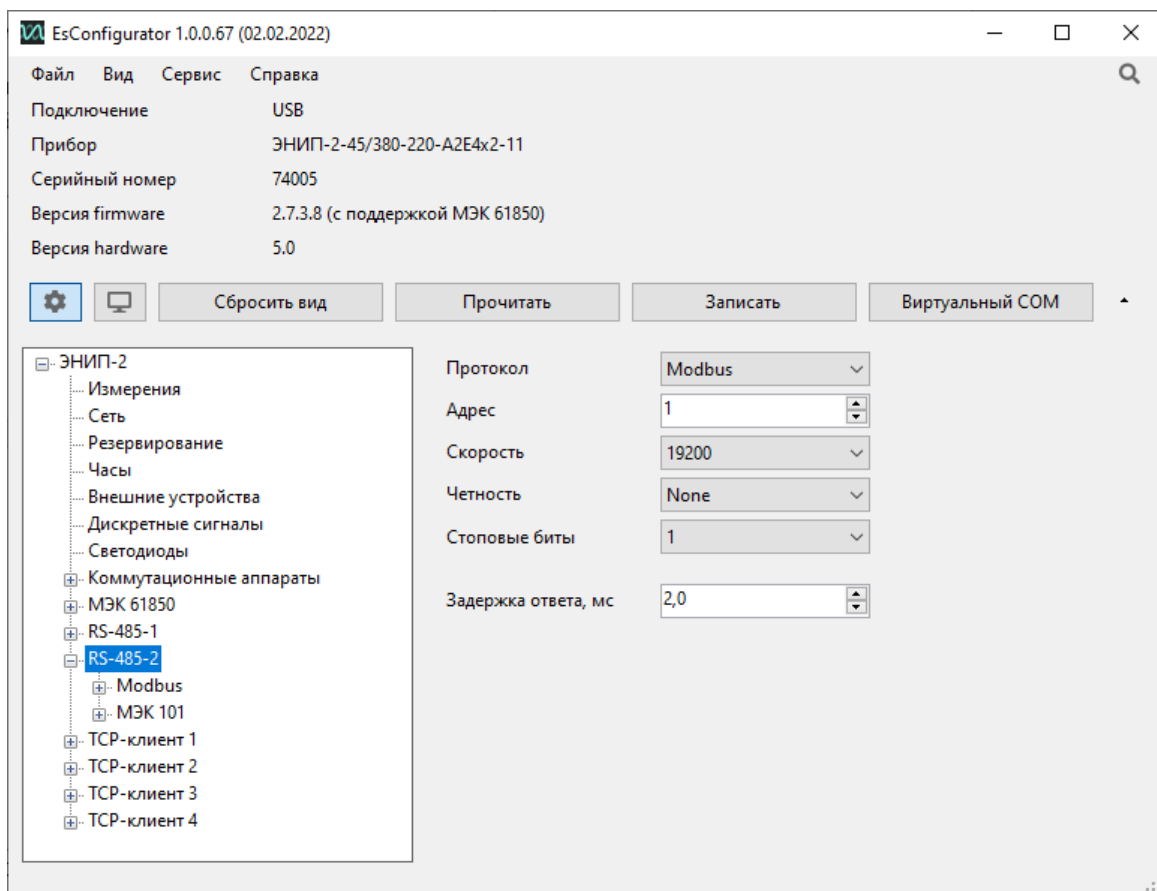 EsConfigurator 1.0.0.67 (02.02.2022)
Файл Вид Сервис Справка
Подключение USB
Прибор ЭНИП-2-45/380-220-A2E4x2-11
Серийный номер 74005
Версия firmware 2.7.3.8 (с поддержкой МЭК 61850)
Версия hardware 5.0
Сбросить вид Прочитать Записать Виртуальный COM
ЭНИП-2
Измерения
Сеть
Резервирование
Часы
Внешние устройства
Дискретные сигналы
Светодиоды
Коммутационные аппараты
МЭК 61850
RS-485-1
RS-485-2
Modbus
МЭК 101
TCP-клиент 1
TCP-клиент 2
TCP-клиент 3
TCP-клиент 4
Протокол Modbus
Адрес 1
Скорость 19200
Четность None
Стоповые биты 1
Задержка ответа, мс 2,0